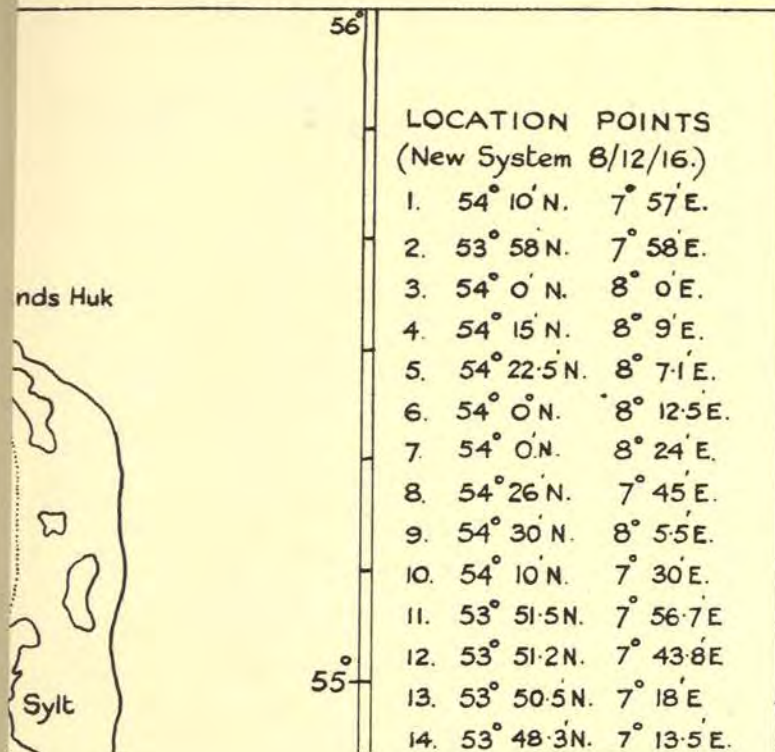 56°
LOCATION POINTS
(New System 8/12/16.)
1. 54° 10' N. 7° 57' E.
2. 53° 58' N. 7° 58' E.
3. 54° 0' N. 8° 0' E.
4. 54° 15' N. 8° 9' E.
5. 54° 22·5' N. 8° 7·1' E.
6. 54° 0° N. 8° 12·5' E.
7. 54° 0' N. 8° 24' E.
8. 54° 26' N. 7° 45' E.
9. 54° 30' N. 8° 5·5' E.
10. 54° 10' N. 7° 30' E.
11. 53° 51·5' N. 7° 56·7' E
12. 53° 51·2' N. 7° 43·8' E
13. 53° 50·5' N. 7° 18' E
14. 53° 48·3' N. 7° 13·5' E.
nds Huk
55°
Sylt